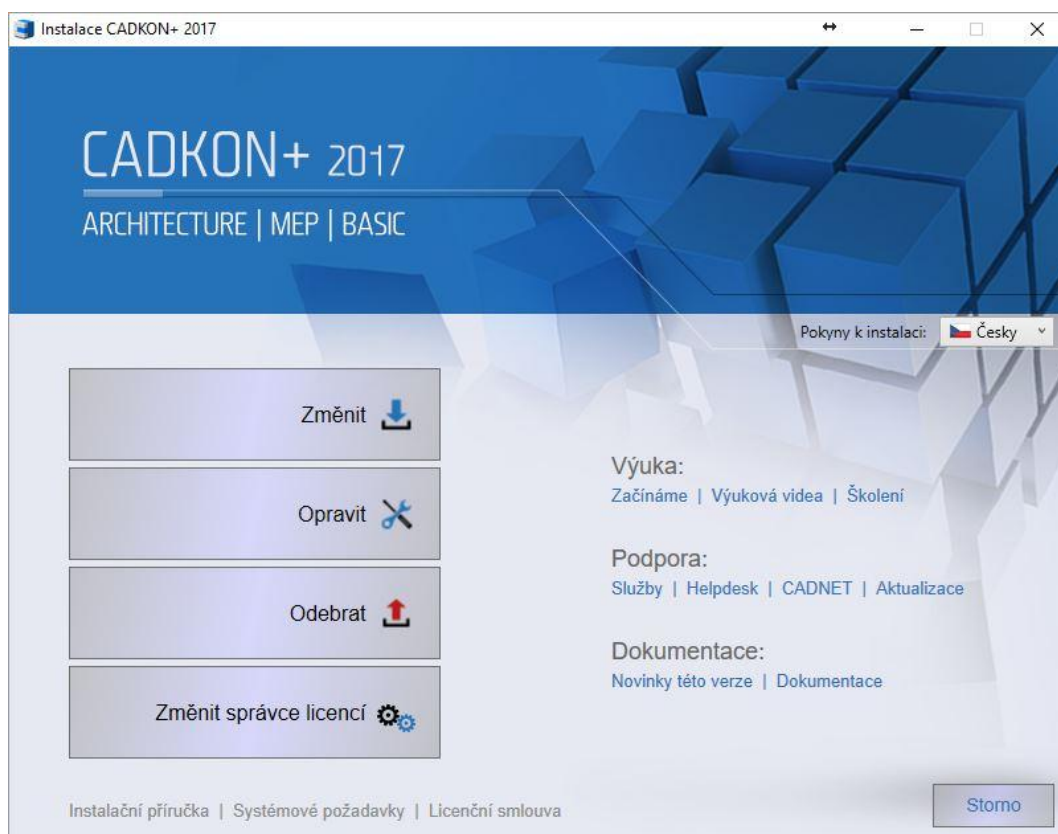 Instalace CADKON+ 2017
CADKON+ 2017
ARCHITECTURE | MEP | BASIC
Pokyny k instalaci: Česky
Změnit
Opravit
Odebrat
Změnit správce licencí
Výuka:
Začínáme | Výuková videa | Školení
Podpora:
Služby | Helpdesk | CADNET | Aktualizace
Dokumentace:
Novinky této verze | Dokumentace
Instalační příručka | Systémové požadavky | Licenční smlouva
Storno